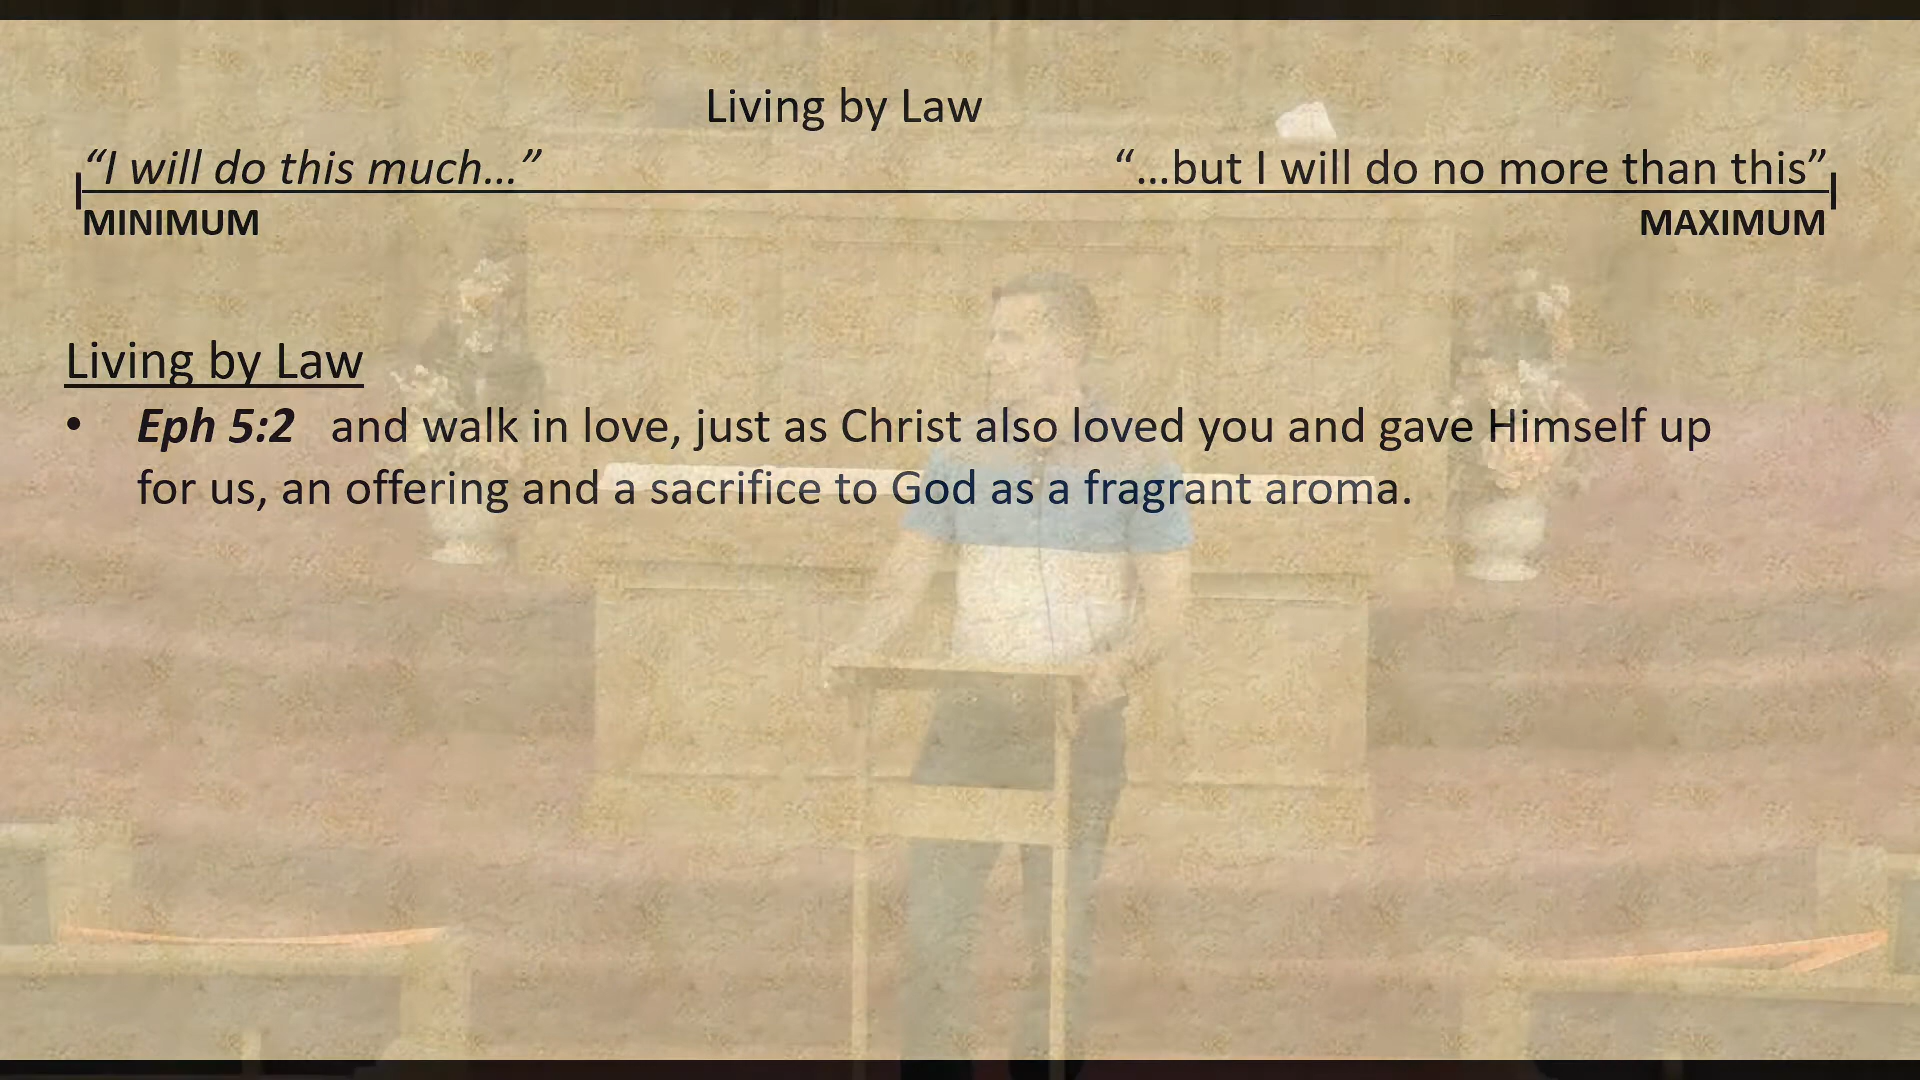 Living by Law
“I will do this much…” “…but I will do no more than this”
MINIMUM MAXIMUM
Living by Law
• Eph 5:2 and walk in love, just as Christ also loved you and gave Himself up
for us, an offering and a sacrifice to God as a fragrant aroma.